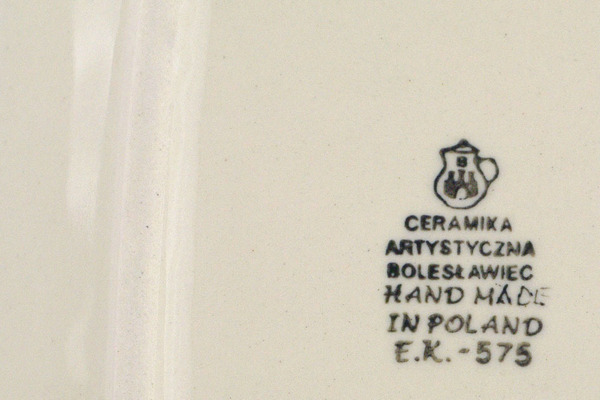 B
CERAMIKA
ARTYSTYCZNA
BOLESŁAWIEC
HAND MADE
IN POLAND
E.K.-575